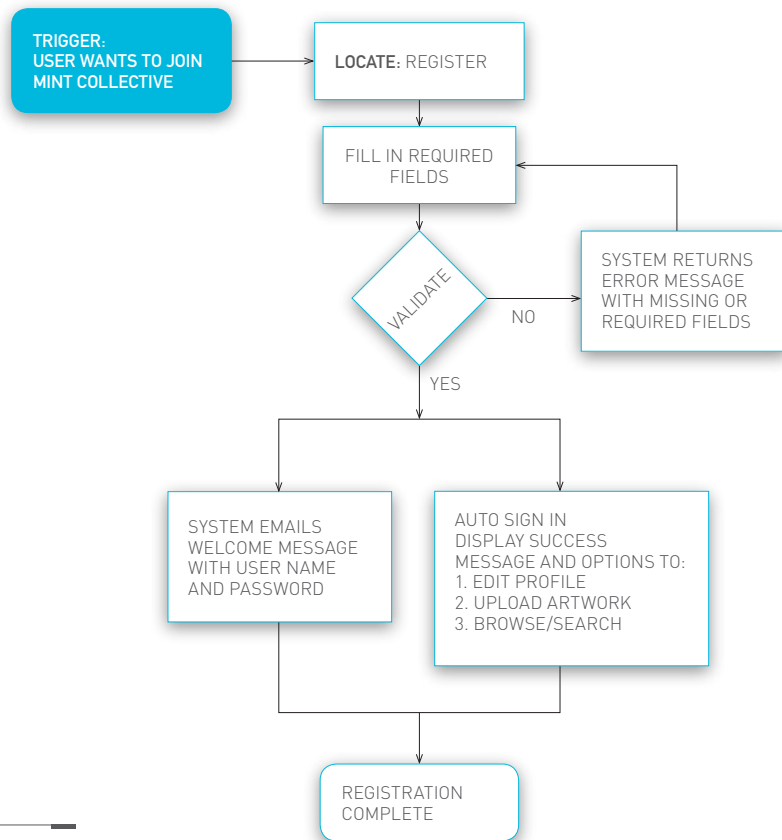 TRIGGER:
USER WANTS TO JOIN
MINT COLLECTIVE
LOCATE: REGISTER
FILL IN REQUIRED
FIELDS
VALIDATE
NO
SYSTEM RETURNS
ERROR MESSAGE
WITH MISSING OR
REQUIRED FIELDS
YES
SYSTEM EMAILS
WELCOME MESSAGE
WITH USER NAME
AND PASSWORD
AUTO SIGN IN
DISPLAY SUCCESS
MESSAGE AND OPTIONS TO:
1. EDIT PROFILE
2. UPLOAD ARTWORK
3. BROWSE/SEARCH
REGISTRATION
COMPLETE